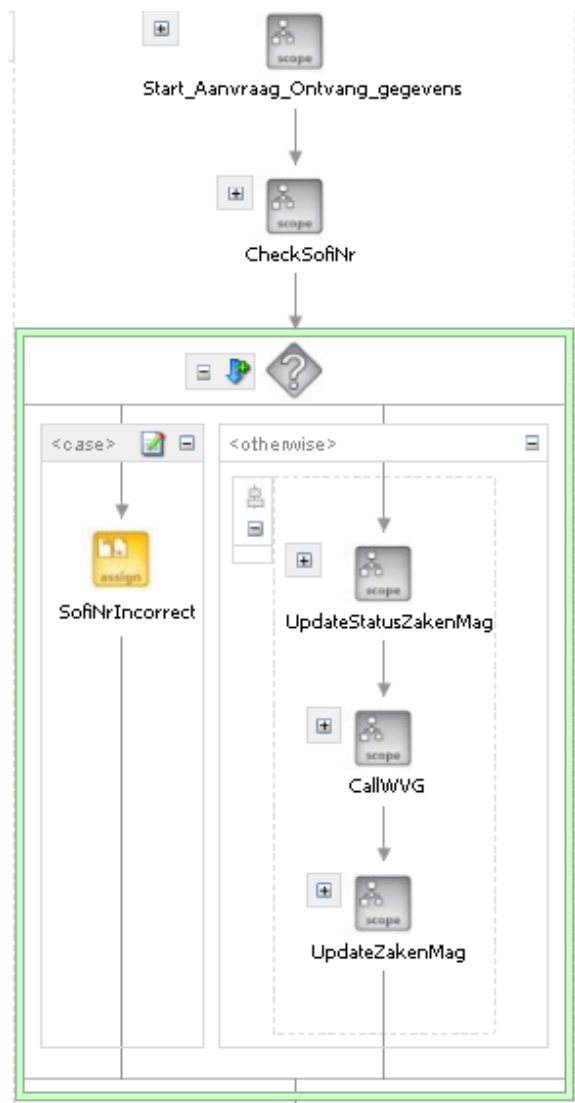 scope
Start_Aanvraag_Ontvang_gegevens
scope
CheckSofiNr
?
<case>
<otherwise>
assign
SofiNrIncorrect
scope
UpdateStatusZakenMag
scope
CallWVG
scope
UpdateZakenMag